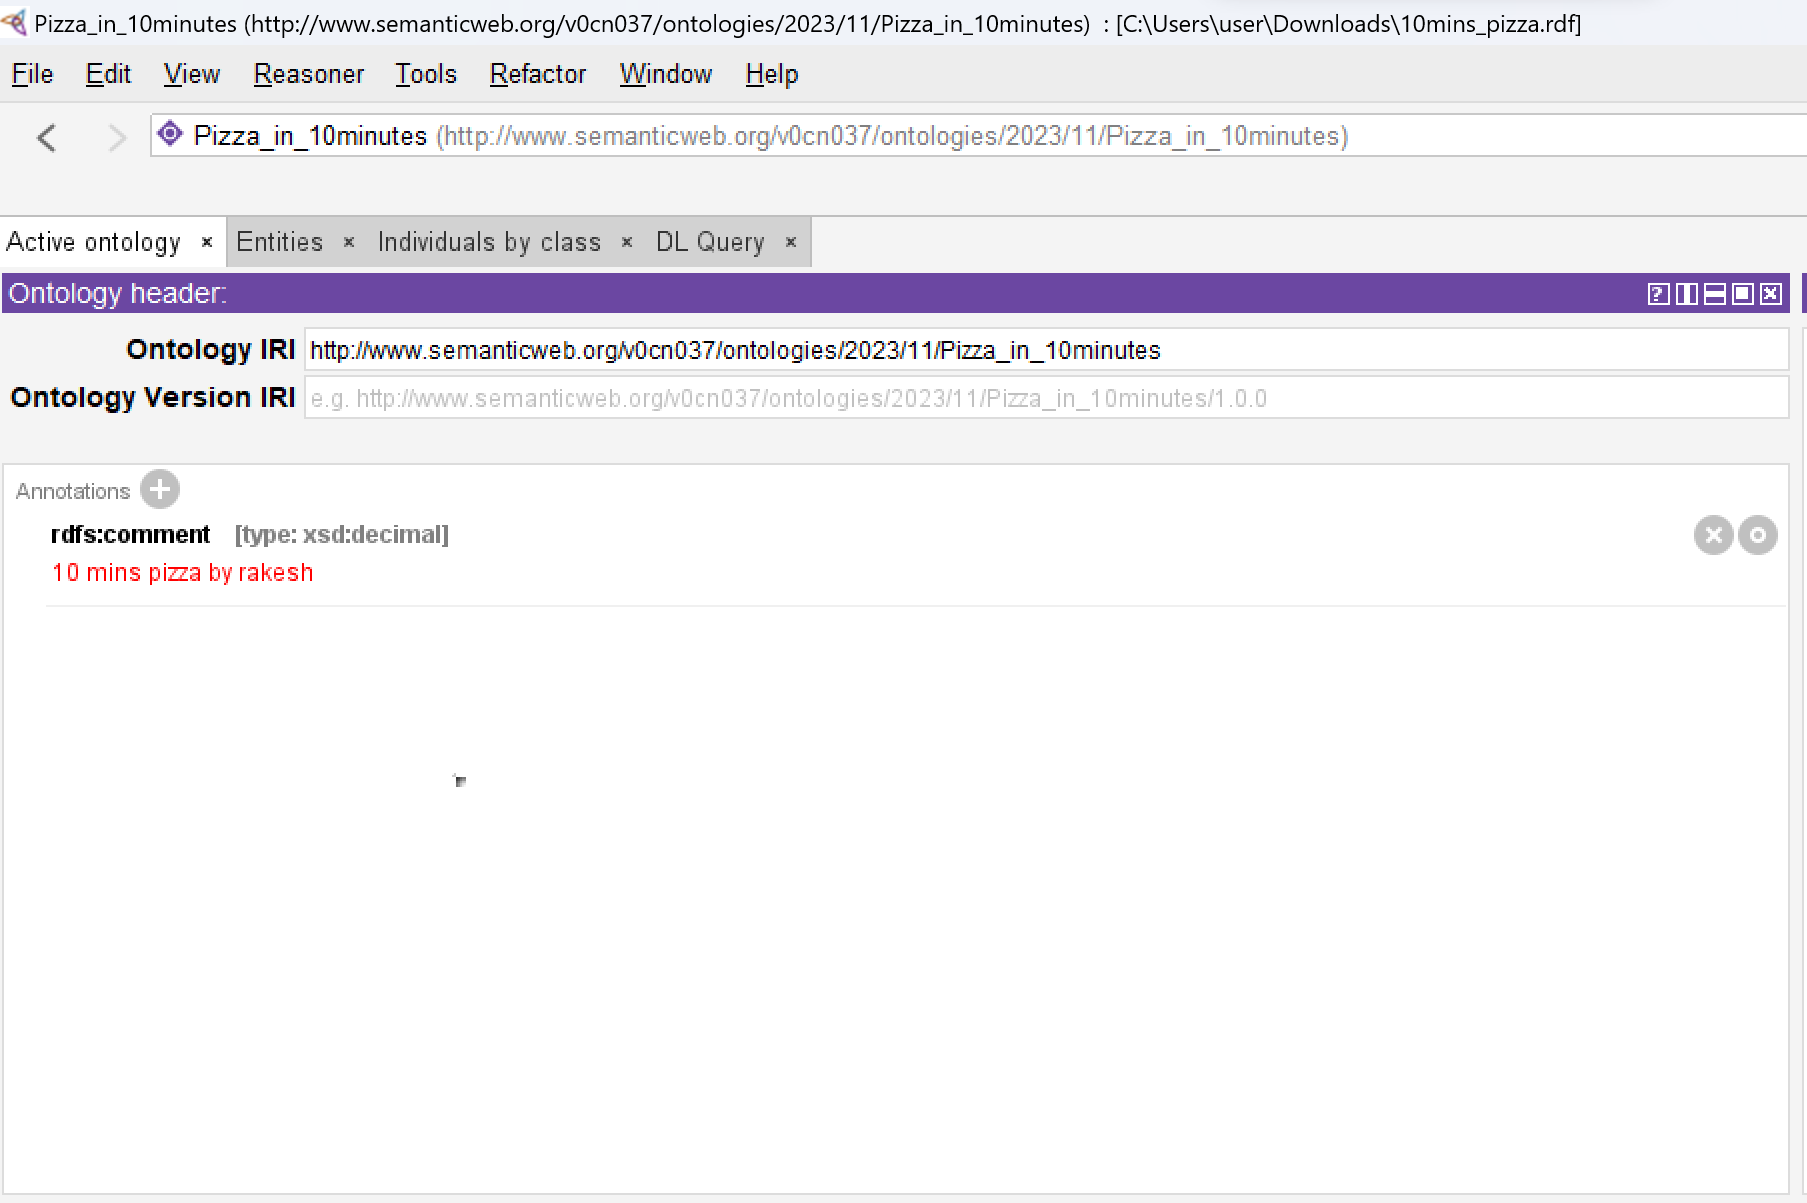 Pizza_in_10minutes (http://www.semanticweb.org/v0cn037/ontologies/2023/11/Pizza_in_10minutes)  : [C:\Users\user\Downloads\10mins_pizza.rdf]
File Edit View Reasoner Tools Refactor Window Help
Pizza_in_10minutes (http://www.semanticweb.org/v0cn037/ontologies/2023/11/Pizza_in_10minutes)
Active ontology × Entities × Individuals by class × DL Query ×
Ontology header:
Ontology IRI http://www.semanticweb.org/v0cn037/ontologies/2023/11/Pizza_in_10minutes
Ontology Version IRI e.g. http://www.semanticweb.org/v0cn037/ontologies/2023/11/Pizza_in_10minutes/1.0.0
Annotations
rdfs:comment [type: xsd:decimal]
10 mins pizza by rakesh